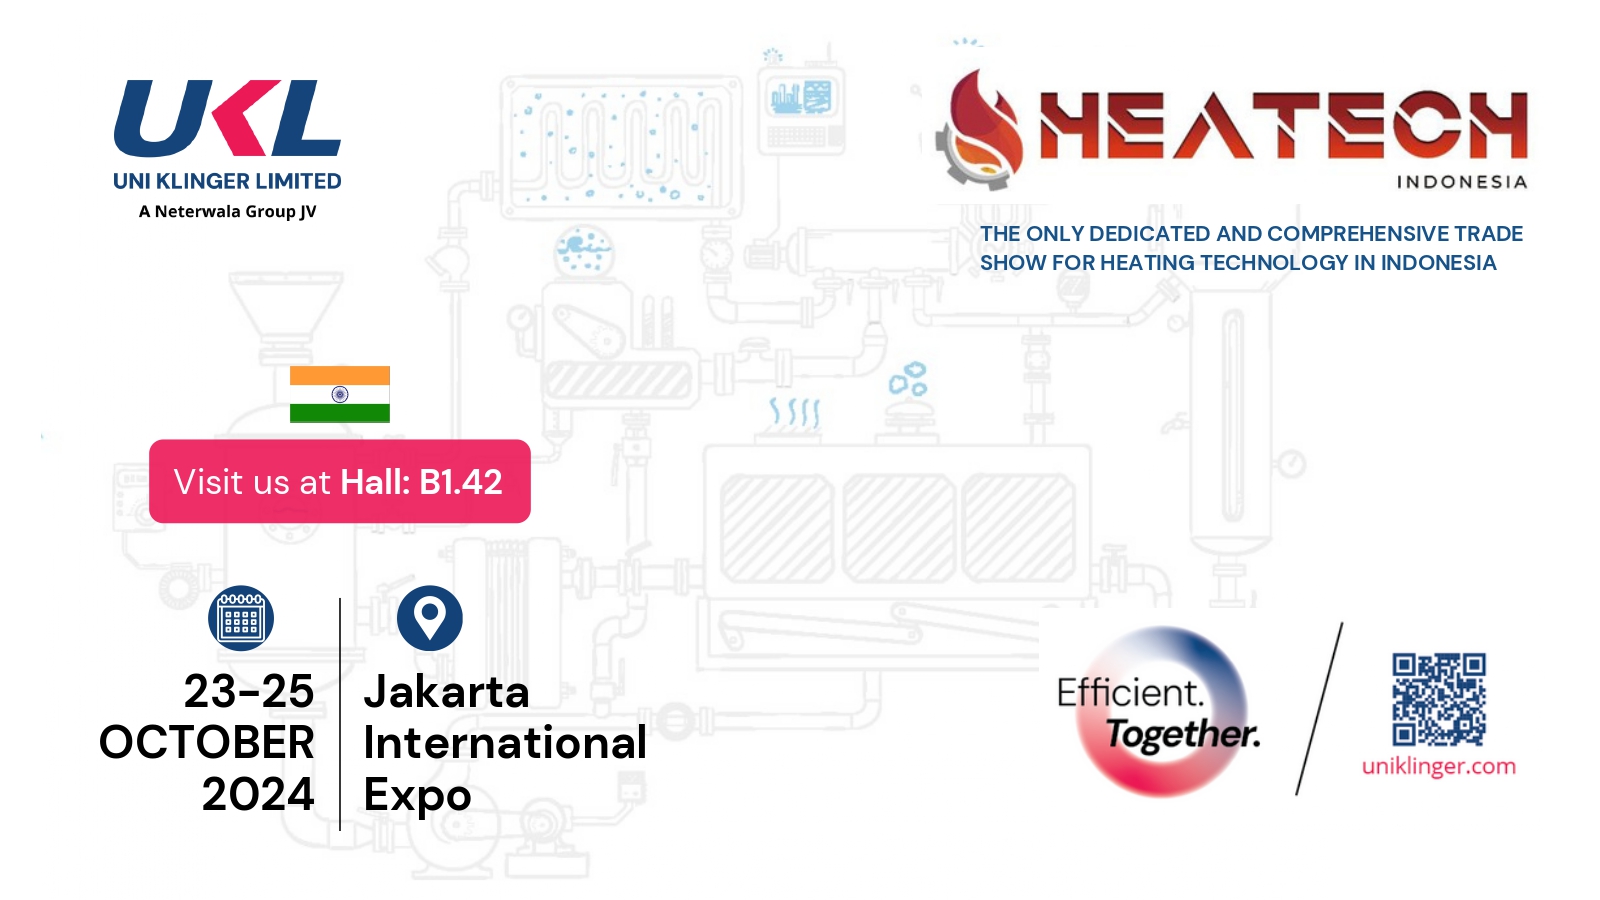 UKL
UNI KLINGER LIMITED
A Neterwala Group JV
HEATECH
INDONESIA
THE ONLY DEDICATED AND COMPREHENSIVE TRADE
SHOW FOR HEATING TECHNOLOGY IN INDONESIA
Visit us at Hall: B1.42
23-25
OCTOBER
2024
Jakarta
International
Expo
Efficient.
Together.
uniklinger.com